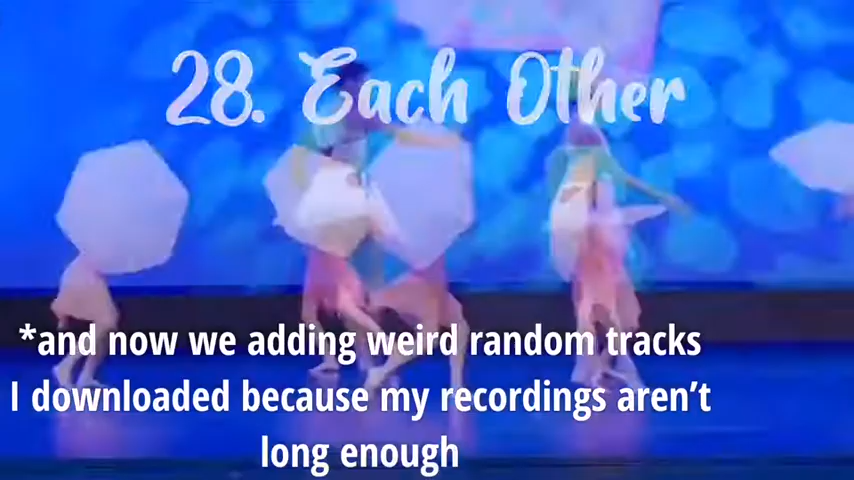 28. Each Other
*and now we adding weird random tracks
I downloaded because my recordings aren’t
long enough